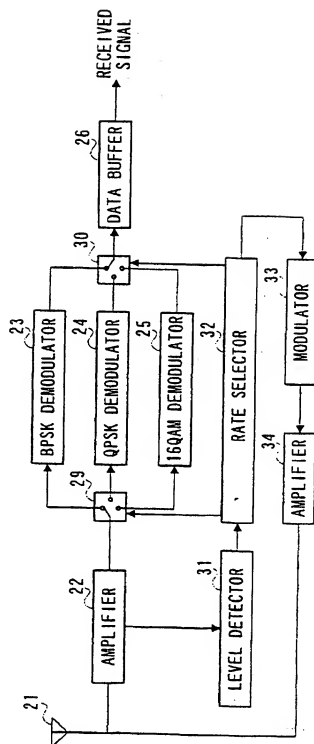 21
22
AMPLIFIER
29
23
BPSK DEMODULATOR
24
QPSK DEMODULATOR
25
16QAM DEMODULATOR
30
26
DATA BUFFER
RECEIVED
SIGNAL
31
LEVEL DETECTOR
32
RATE SELECTOR
33
MODULATOR
34
AMPLIFIER